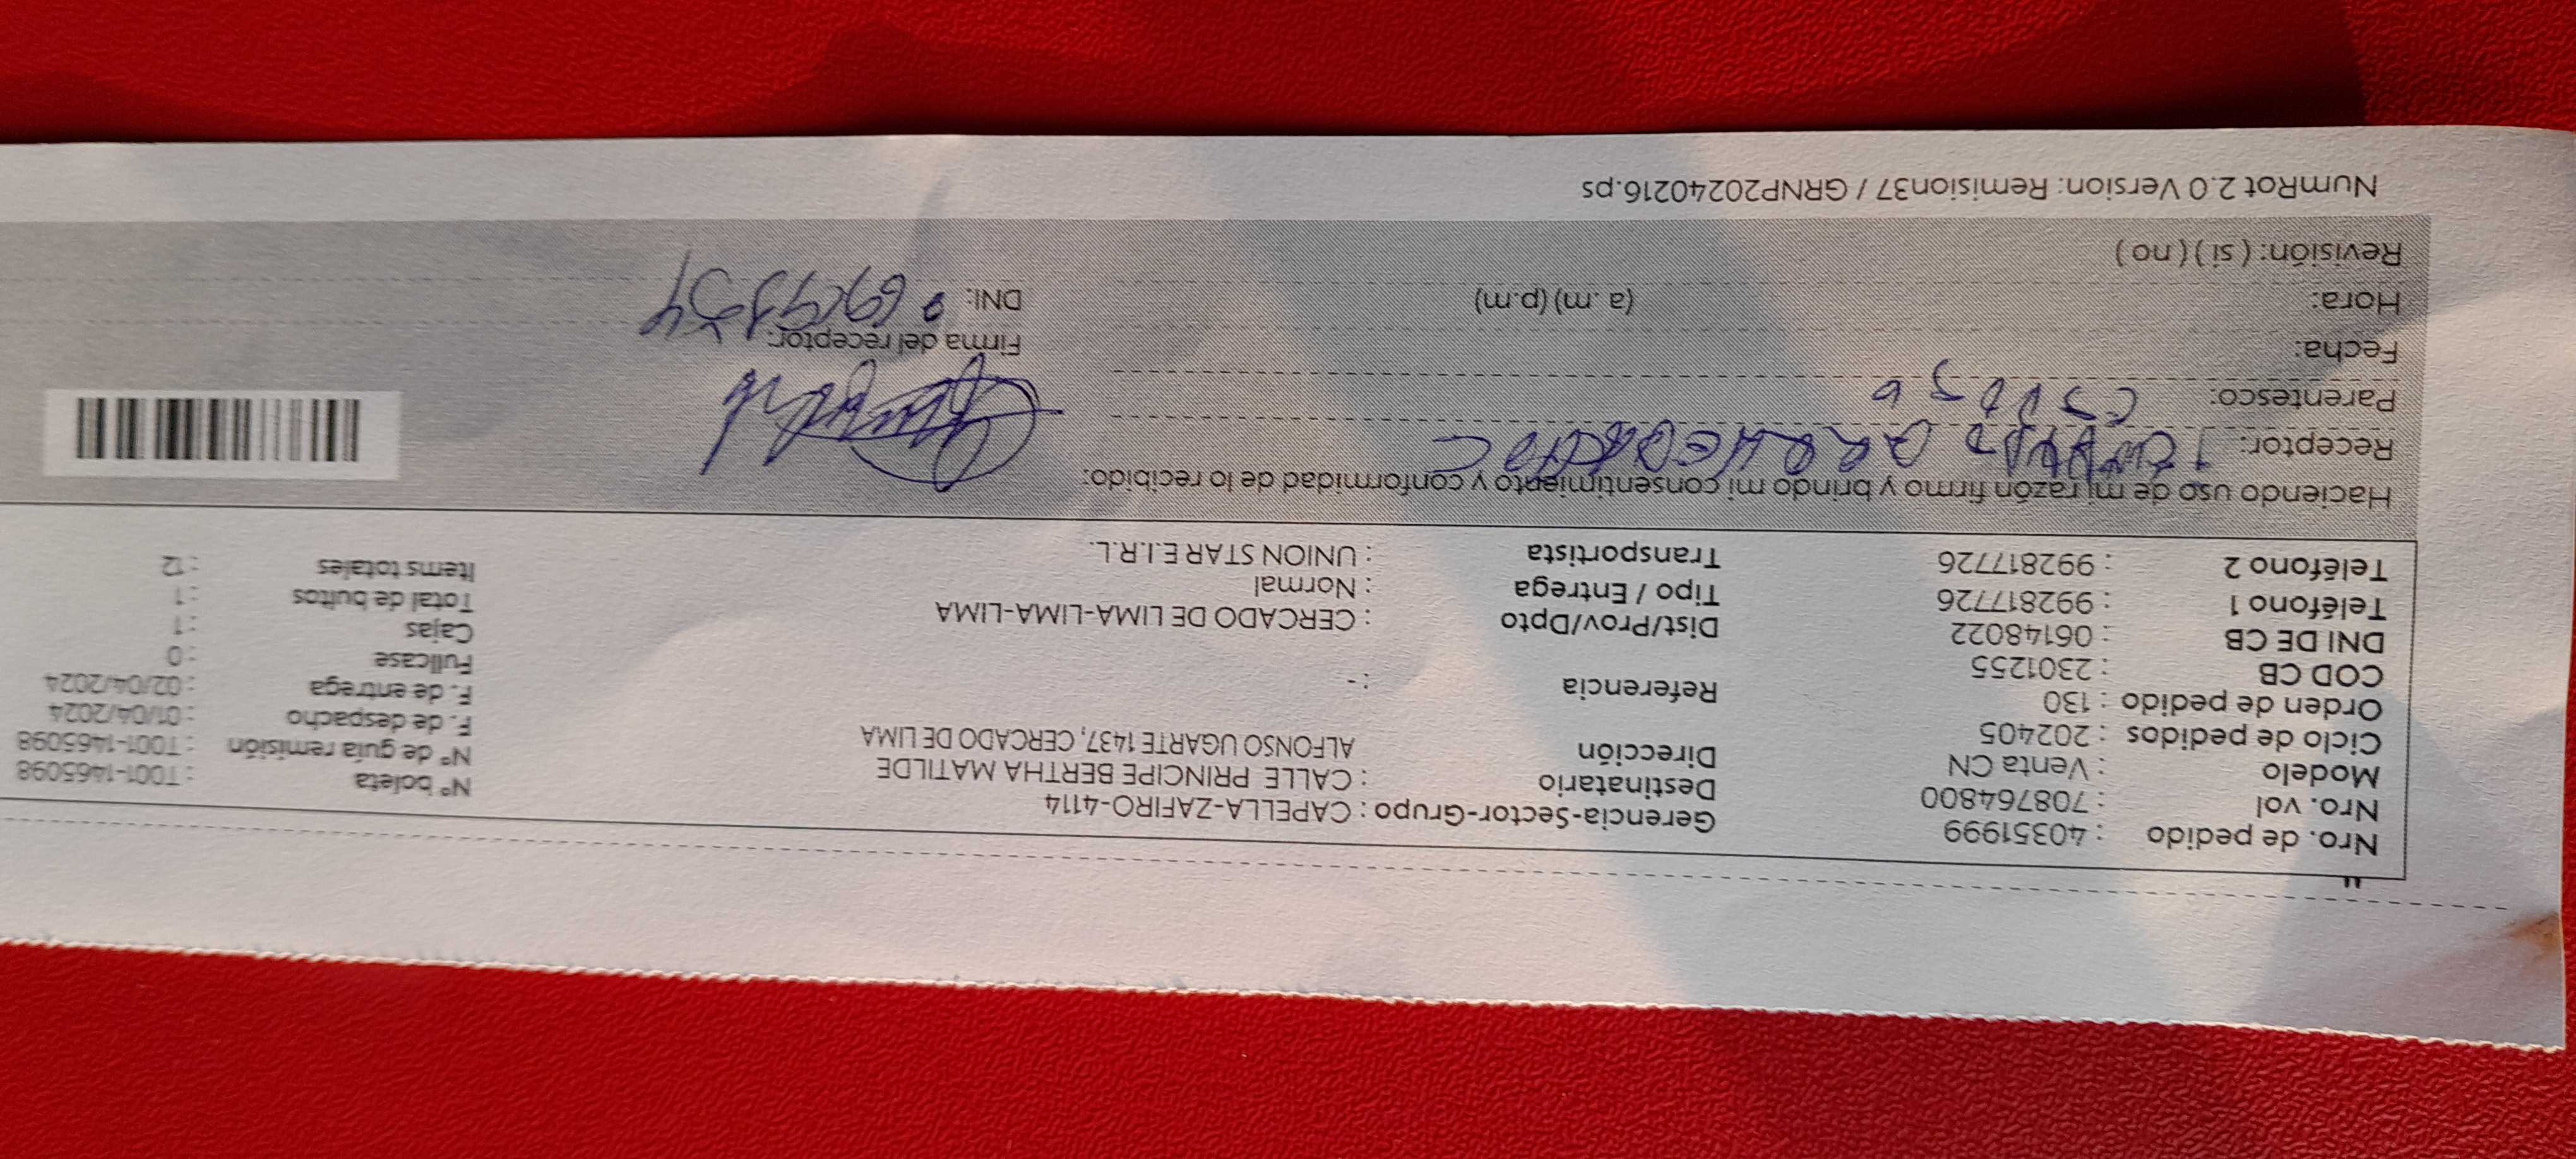 Nro. de pedido : 40351999 Gerencia-Sector-Grupo : CAPELLA-ZAFIRO-4114
Nro. vol : 708764800 Destinatario : CALLE PRINCIPE BERTHA MATILDE Nº boleta : T001-1465098
Modelo : Venta CN Dirección ALFONSO UGARTE 1437, CERCADO DE LIMA Nº de guía remisión : T001-1465098
Ciclo de pedidos : 202405 F. de despacho : 01/04/2024
Orden de pedido : 130 Referencia : - F. de entrega : 02/04/2024
COD CB : 2301255 Fullcase : 0
DNI DE CB : 06148022 Dist/Prov/Dpto : CERCADO DE LIMA-LIMA-LIMA Cajas : 1
Teléfono 1 : 992817726 Tipo / Entrega : Normal Total de bultos : 1
Teléfono 2 : 992817726 Transportista : UNION STAR E.I.R.L. Items totales : 12
Haciendo uso de mi razón firmo y brindo mi consentimiento y conformidad de lo recibido:
Receptor:
Parentesco:
Fecha: Firma del receptor:
Hora: (a .m) (p.m) DNI:
Revisión: ( si ) ( no )
NumRot 2.0 Version: Remision37 / GRNP20240216.ps